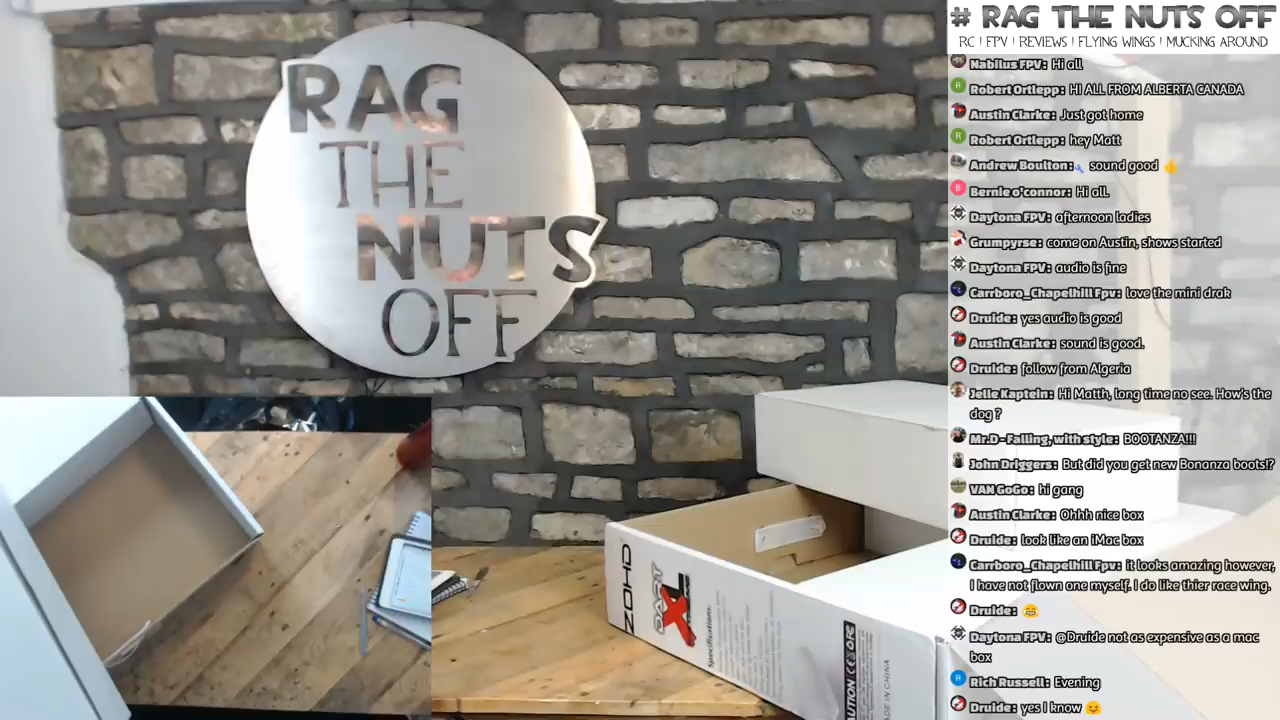 RAG
THE
NUTS
OFF
ZOHD
DART
XL
Specifications:
CAUTION CE FC
MADE IN CHINA
# RAG THE NUTS OFF
RC | FPV | REVIEWS | FLYING WINGS | MUCKING AROUND
Nabilus FPV: Hi all
Robert Ortlepp: HI ALL FROM ALBERTA CANADA
Austin Clarke: Just got home
Robert Ortlepp: hey Matt
Andrew Boulton: sound good 👍
Bernie o'connor: Hi all.
Daytona FPV: afternoon ladies
Grumpyrse: come on Austin, shows started
Daytona FPV: audio is fine
Carrboro_Chapelhill Fpv: love the mini drak
Druide: yes audio is good
Austin Clarke: sound is good.
Druide: follow from Algeria
Jelle Kaptein: Hi Matth, long time no see. How's the
dog ?
Mr.D - Falling, with style: BOOTANZA!!!
John Driggers: But did you get new Bonanza boots!?
VAN GoGo: hi gang
Austin Clarke: Ohhh nice box
Druide: look like an iMac box
Carrboro_Chapelhill Fpv: it looks amazing however,
I have not flown one myself. I do like thier race wing.
Druide: 😂
Daytona FPV: @Druide not as expensive as a mac
box
Rich Russell: Evening
Druide: yes I know 😊